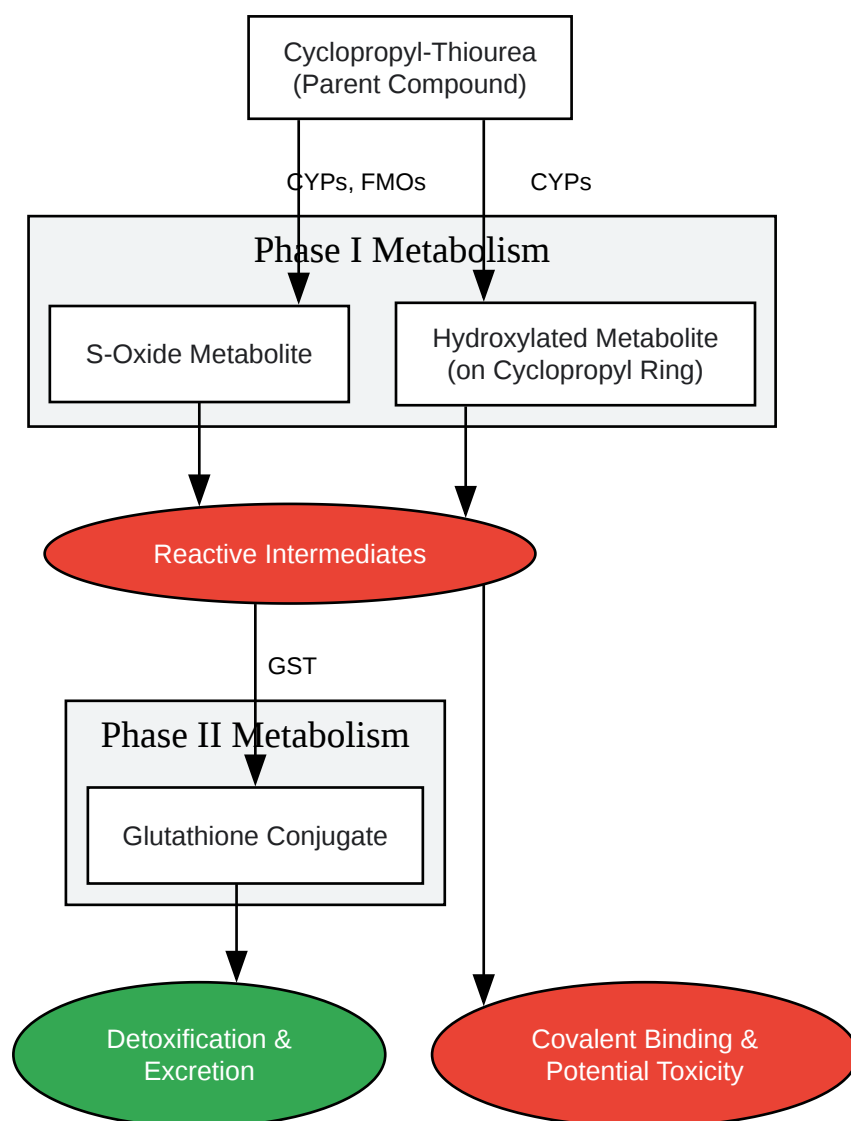 Cyclopropyl-Thiourea
(Parent Compound)
CYPs, FMOs
CYPs
Phase I Metabolism
S-Oxide Metabolite
Hydroxylated Metabolite
(on Cyclopropyl Ring)
Reactive Intermediates
GST
Phase II Metabolism
Glutathione Conjugate
Detoxification &
Excretion
Covalent Binding &
Potential Toxicity